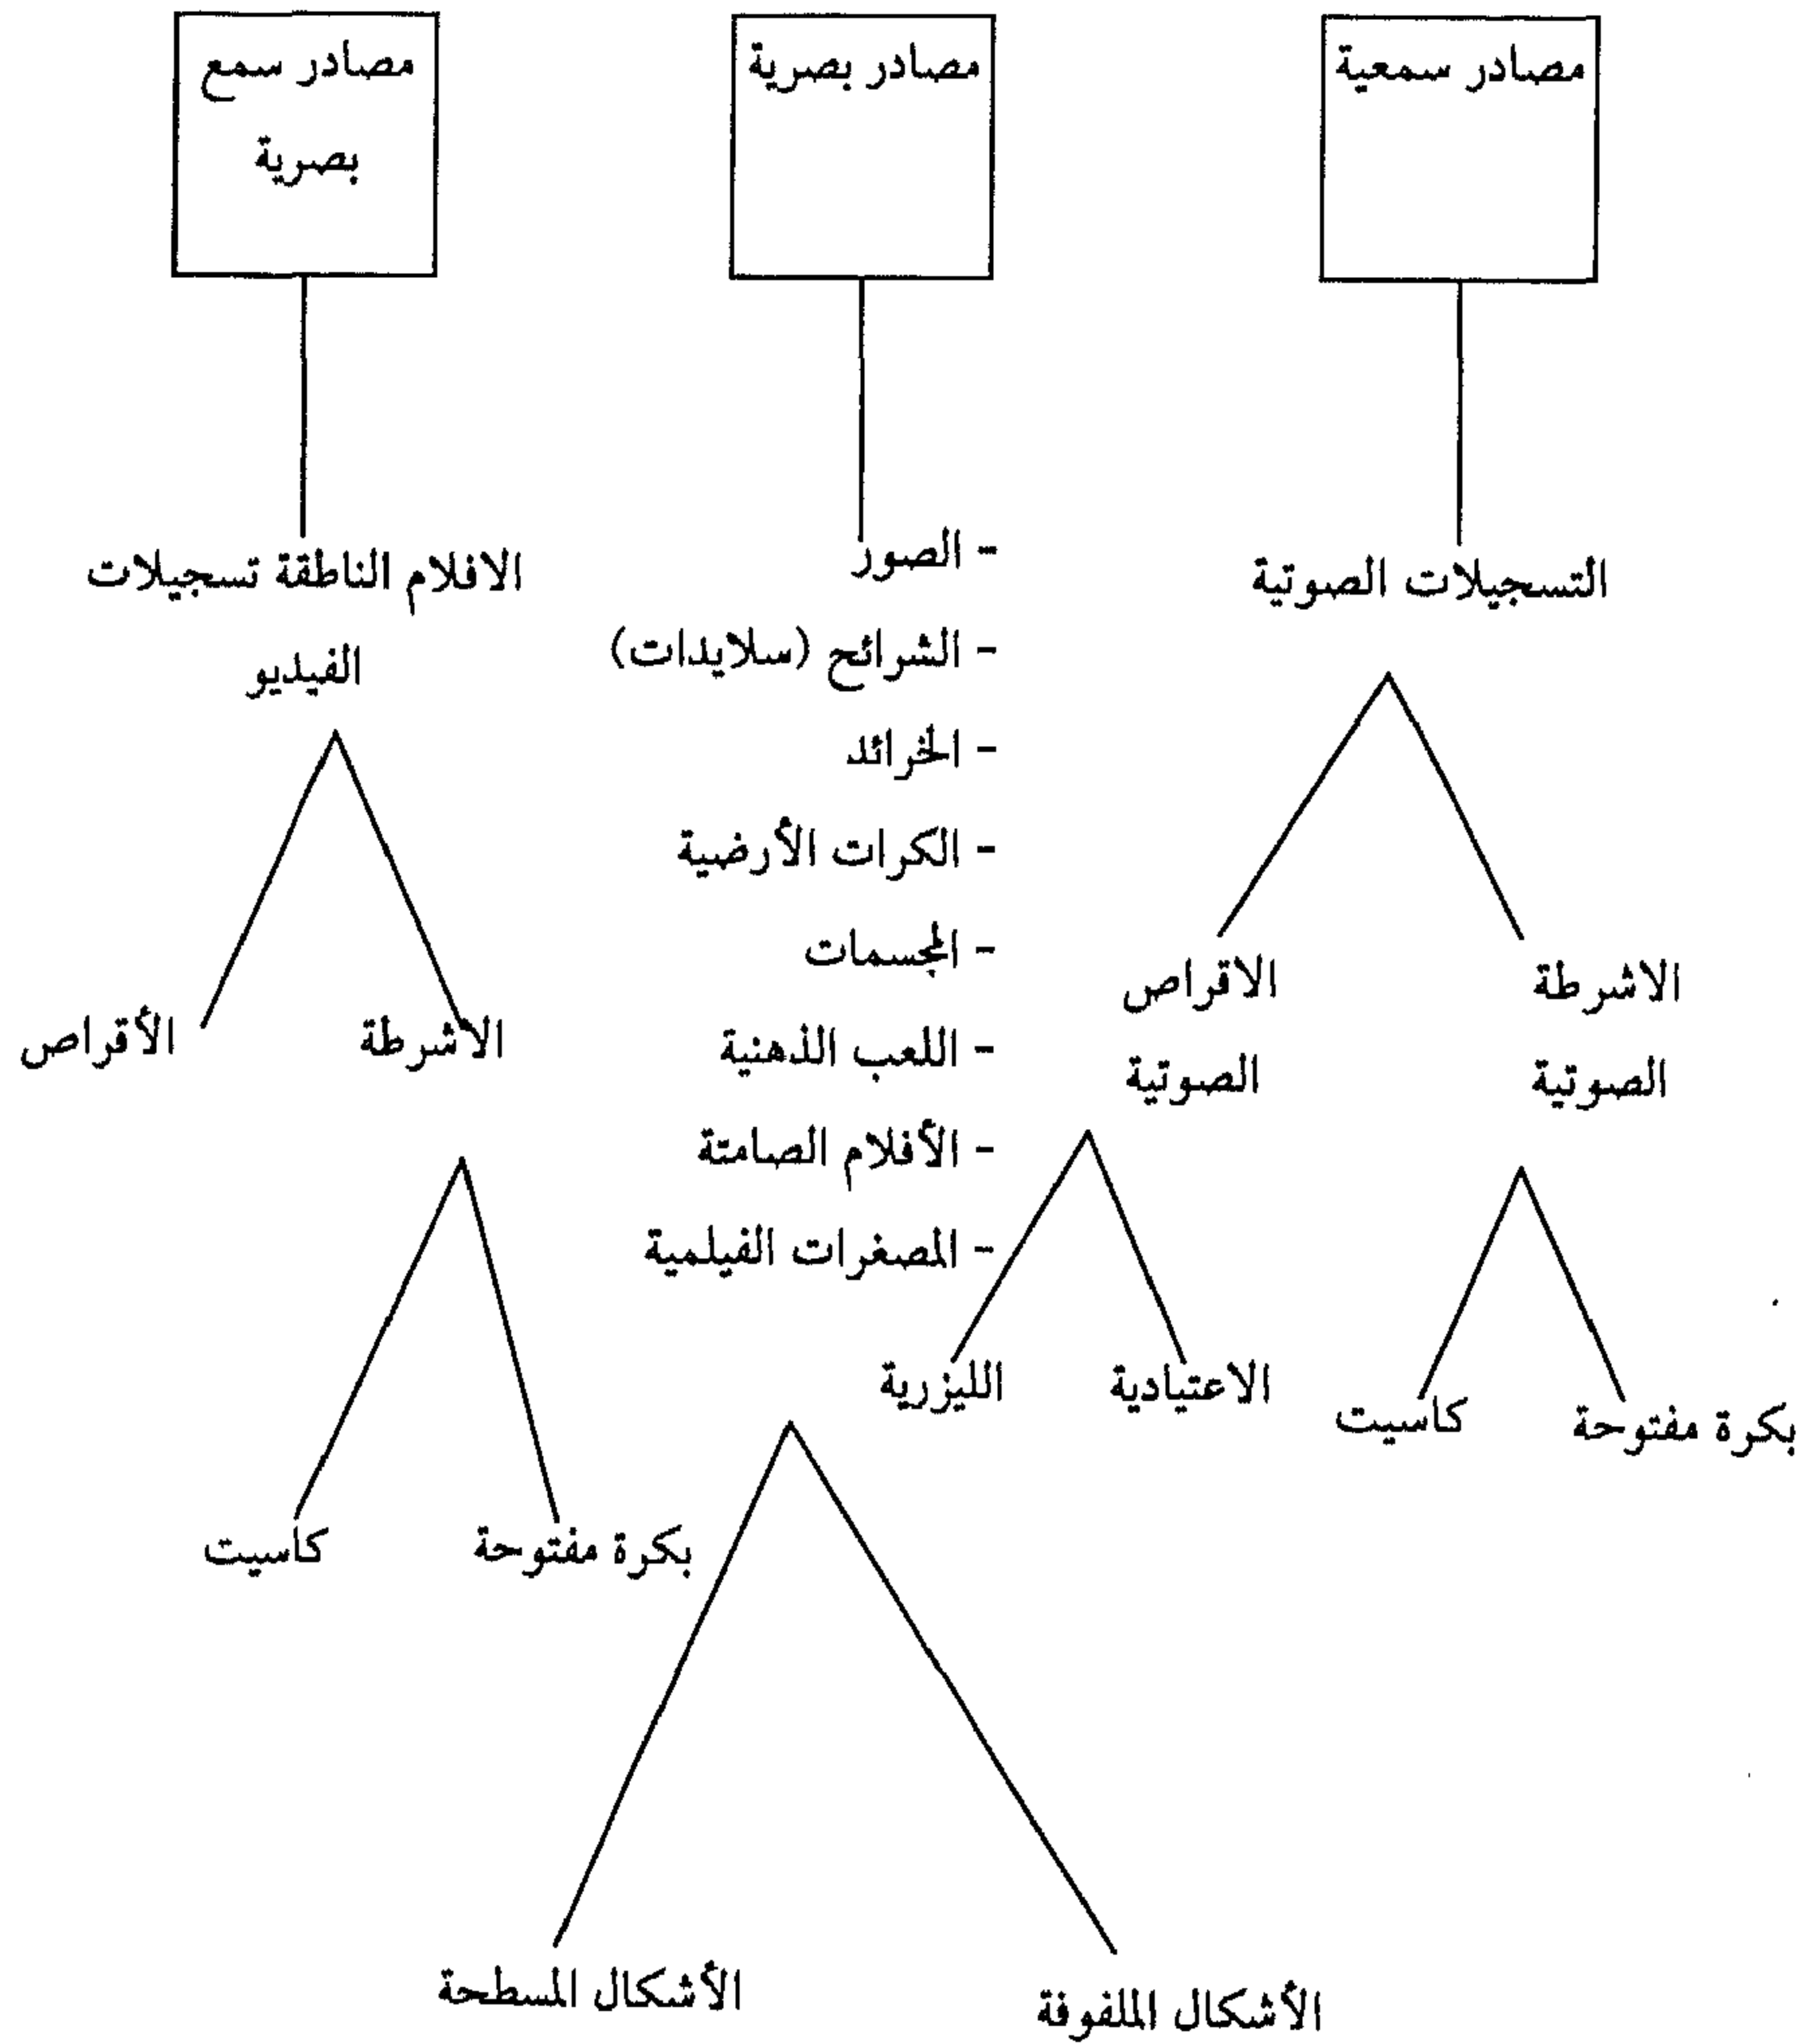 مصادر سمعية
مصادر بصرية
مصادر سمع
بصرية
التسجيلات الصوتية
الاشرطة
الصوتية
بكرة مفتوحة
كاسيت
الاقراص
الصوتية
الاعتيادية
الليزرية
- الصور
- الشرائح (سلايدات)
- الخرائد
- الكرات الأرضية
- المجسمات
- اللعب الذهنية
- الأفلام الصامتة
- المصغرات الفيلمية
الأشكال الملفوفة
الأشكال المسطحة
الافلام الناطقة تسجيلات
الفيديو
الاشرطة
الأقراص
بكرة مفتوحة
كاسيت